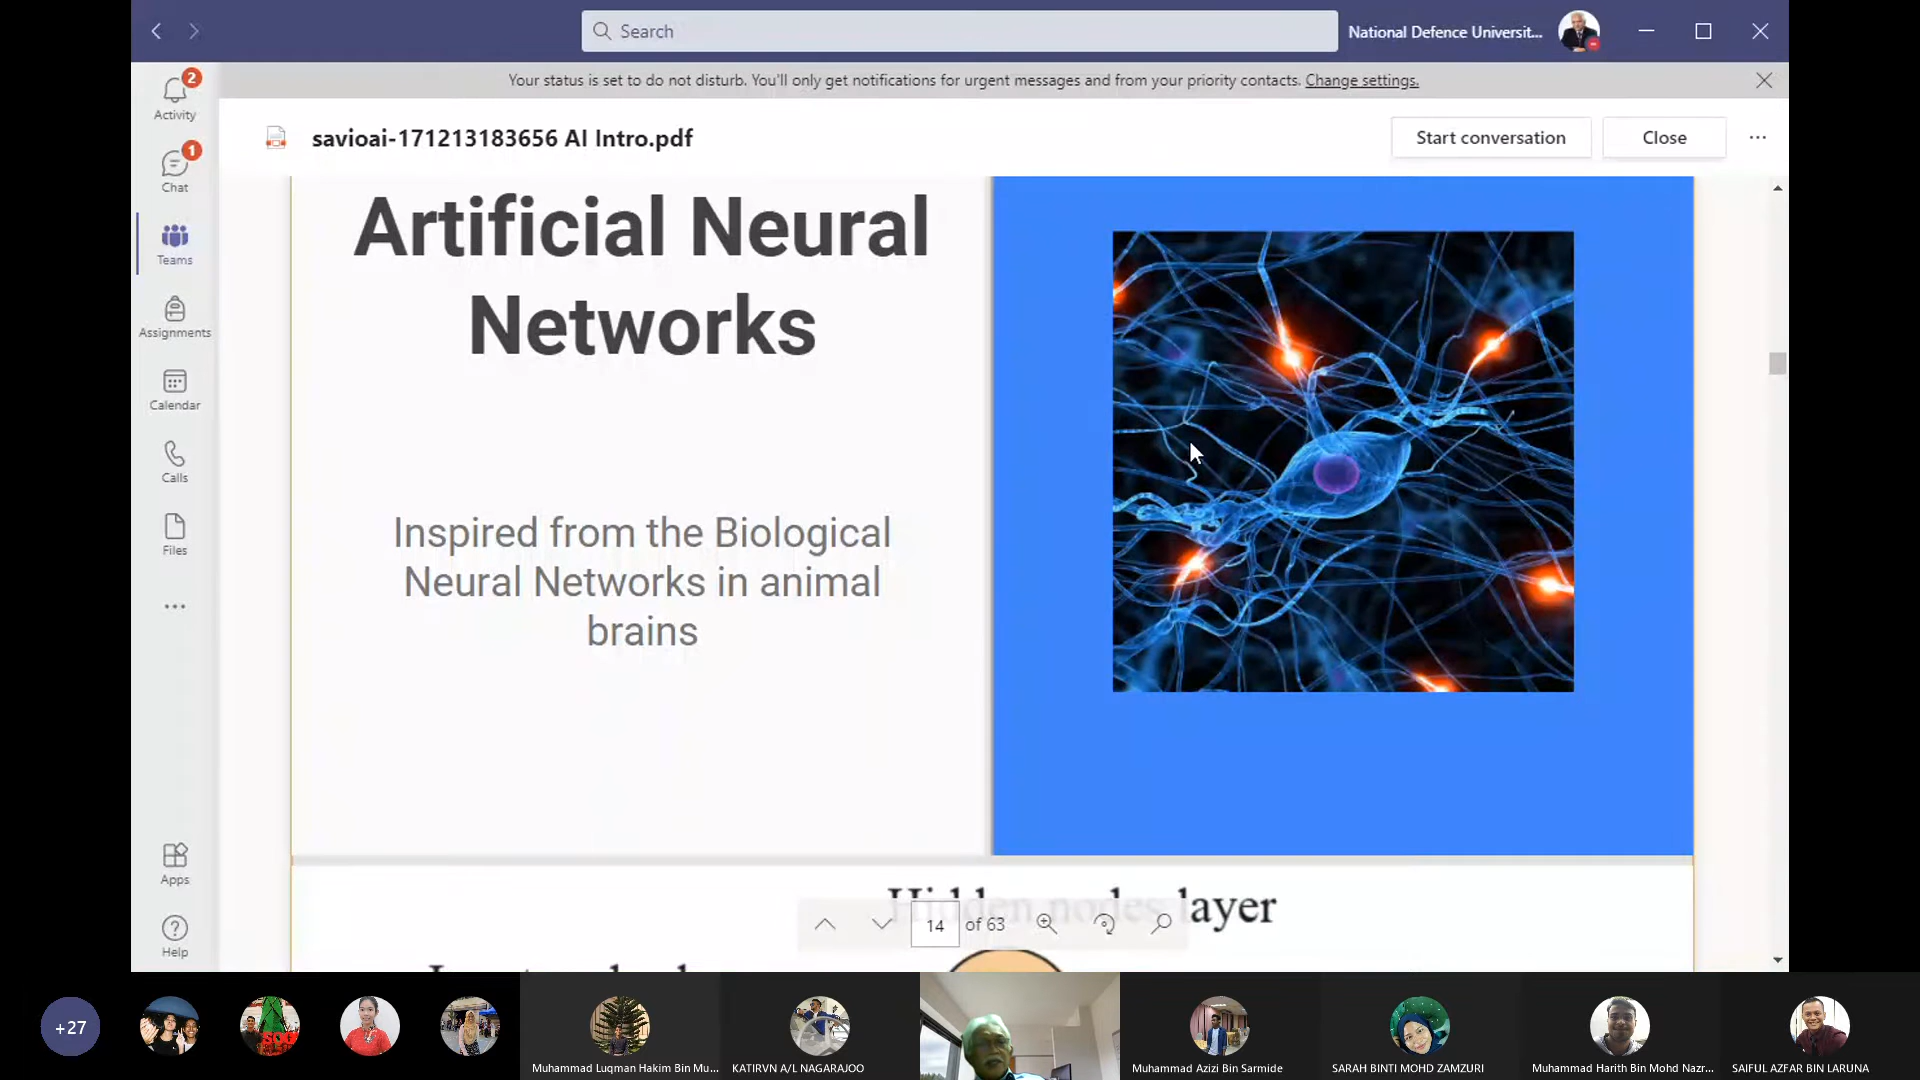 Search
National Defence Universit...
Your status is set to do not disturb. You'll only get notifications for urgent messages and from your priority contacts. Change settings.
2
Activity
savioai-171213183656 AI Intro.pdf
Start conversation
Close
1
Chat
Teams
Assignments
Calendar
Calls
Files
Apps
Help
Artificial Neural
Networks
Inspired from the Biological
Neural Networks in animal
brains
Hidden nodes layer
14 of 63
+27
Muhammad Luqman Hakim Bin Mu...
KATIRVN A/L NAGARAJOO
Muhammad Azizi Bin Sarmide
SARAH BINTI MOHD ZAMZURI
Muhammad Harith Bin Mohd Nazr...
SAIFUL AZFAR BIN LARUNA